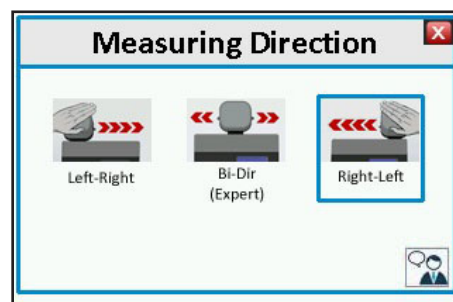 Measuring Direction
X
Left-Right
Bi-Dir
(Expert)
Right-Left